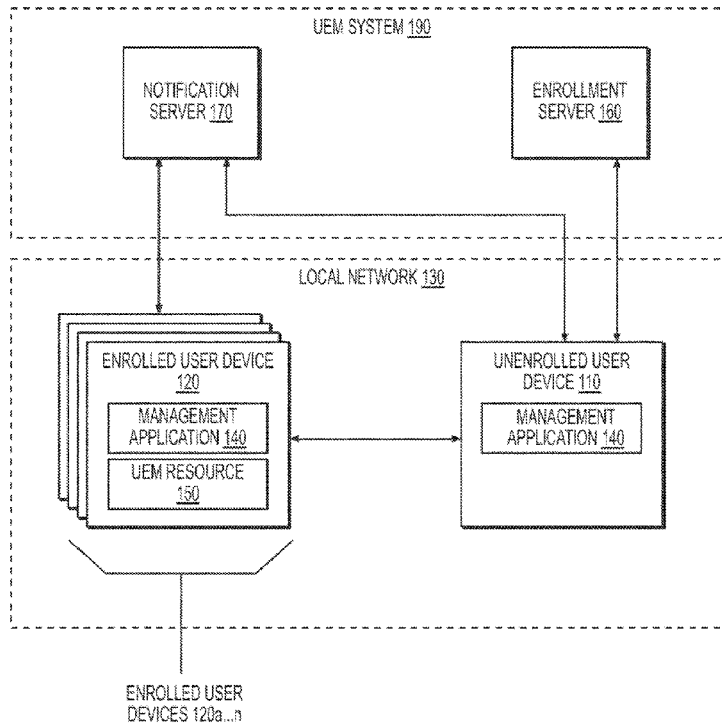 UEM SYSTEM 190
NOTIFICATION
SERVER 170
ENROLLMENT
SERVER 160
LOCAL NETWORK 130
ENROLLED USER DEVICE
120
MANAGEMENT
APPLICATION 140
UEM RESOURCE
150
UNENROLLED USER
DEVICE 110
MANAGEMENT
APPLICATION 140
ENROLLED USER
DEVICES 120a...n